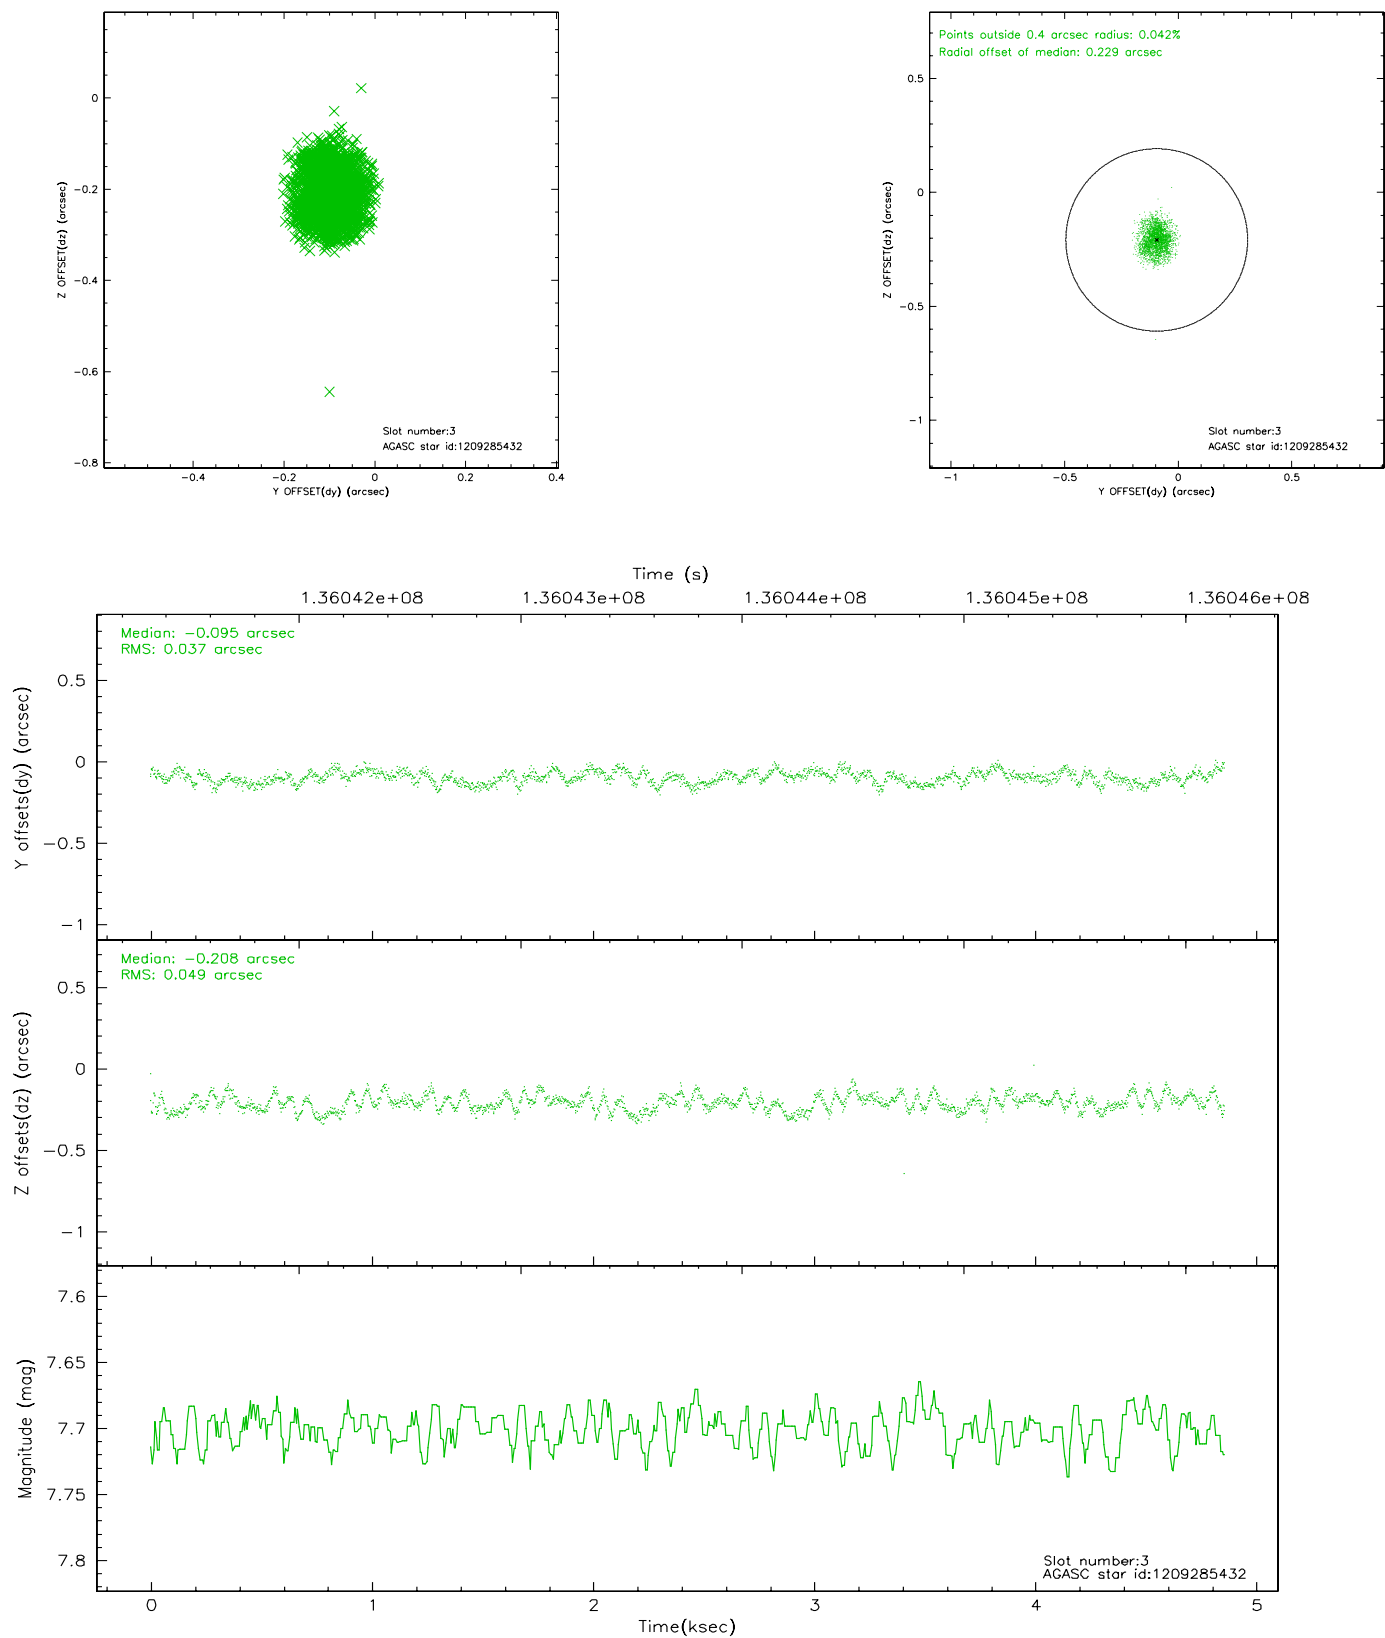 0
−0.2
−0.4
−0.6
−0.8
Z OFFSET(dz) (arcsec)
Slot number:3
AGASC star id:1209285432
−0.4
−0.2
0
0.2
0.4
Y OFFSET(dy) (arcsec)
Points outside 0.4 arcsec radius: 0.042%
Radial offset of median: 0.229 arcsec
0.5
0
−0.5
−1
Z OFFSET(dz) (arcsec)
Slot number:3
AGASC star id:1209285432
−1
−0.5
0
0.5
Y OFFSET(dy) (arcsec)
Time (s)
1.36042e+08
1.36043e+08
1.36044e+08
1.36045e+08
1.36046e+08
Median: −0.095 arcsec
RMS: 0.037 arcsec
0.5
0
−0.5
−1
Y offsets(dy) (arcsec)
Median: −0.208 arcsec
RMS: 0.049 arcsec
0.5
0
−0.5
−1
Z offsets(dz) (arcsec)
7.6
7.65
7.7
7.75
7.8
Magnitude (mag)
Slot number:3
AGASC star id:1209285432
0
1
2
3
4
5
Time(ksec)